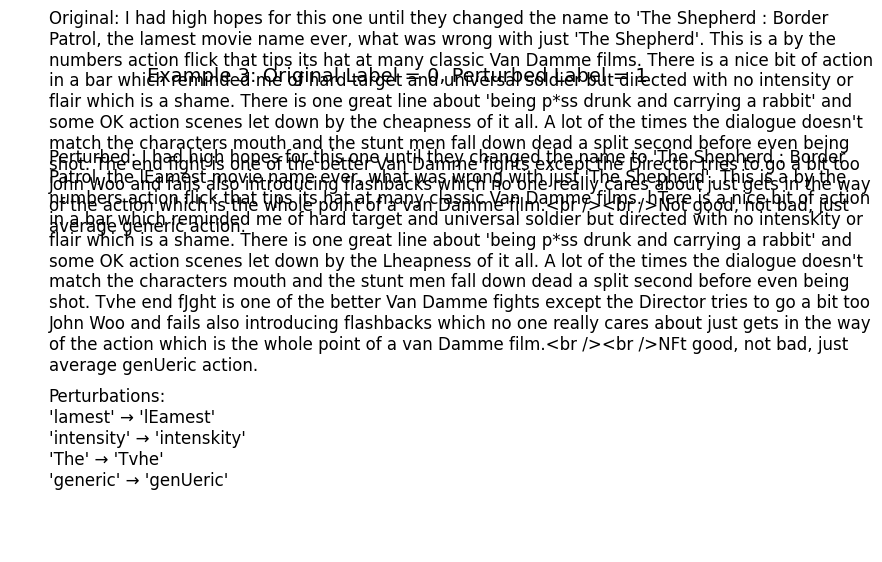 Original: I had high hopes for this one until they changed the name to 'The Shepherd : Border
Patrol, the lamest movie name ever, what was wrong with just 'The Shepherd'. This is a by the
numbers action flick that tips its hat at many classic Van Damme films. There is a nice bit of action
Example 3: Original Label = 0, Perturbed Label = 1
in a bar which reminded me of hard target and universal soldier but directed with no intensity or
flair which is a shame. There is one great line about 'being p*ss drunk and carrying a rabbit' and
some OK action scenes let down by the cheapness of it all. A lot of the times the dialogue doesn't
match the characters mouth and the stunt men fall down dead a split second before even being
shot. The end fight is one of the better Van Damme fights except the Director tries to go a bit too
John Woo and fails also introducing flashbacks which no one really cares about just gets in the way
of the action which is the whole point of a van Damme film.<br /><br />Not good, not bad, just
average generic action.
Perturbed: I had high hopes for this one until they changed the name to 'The Shepherd : Border
Patrol, the lEamest movie name ever, what was wrong with just 'The Shepherd'. This is a by the
numbers action flick that tips its hat at many classic Van Damme films. hTere is a nice bit of action
in a bar which reminded me of hard target and universal soldier but directed with no intenskity or
flair which is a shame. There is one great line about 'being p*ss drunk and carrying a rabbit' and
some OK action scenes let down by the Lheapness of it all. A lot of the times the dialogue doesn't
match the characters mouth and the stunt men fall down dead a split second before even being
shot. Tvhe end fJght is one of the better Van Damme fights except the Director tries to go a bit too
John Woo and fails also introducing flashbacks which no one really cares about just gets in the way
of the action which is the whole point of a van Damme film.<br /><br />NFt good, not bad, just
average genUeric action.
Perturbations:
'lamest' → 'lEamest'
'intensity' → 'intenskity'
'The' → 'Tvhe'
'generic' → 'genUeric'